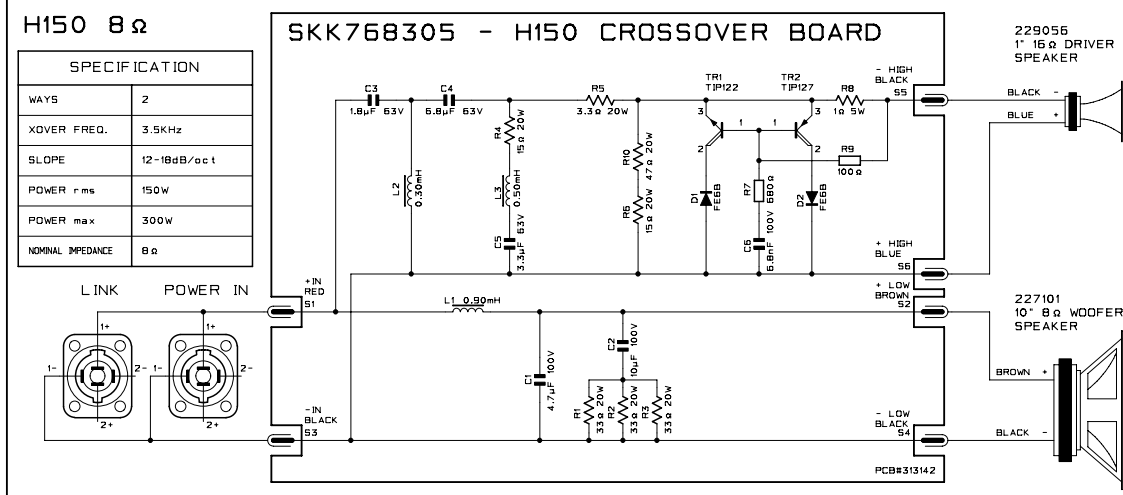 H150 8Ω
SPECIFICATION
WAYS 2
XOVER FREQ. 3.5KHz
SLOPE 12-18dB/oct
POWER rms 150W
POWER max 300W
NOMINAL IMPEDANCE 8Ω
SKK768305 - H150 CROSSOVER BOARD
C3
1.8µF 63V
C4
6.8µF 63V
R5
3.3Ω 20W
TR1
TIP122
TR2
TIP127
R8
1Ω 5W
- HIGH
BLACK
S5
229056
1" 16Ω DRIVER
SPEAKER
BLACK -
BLUE +
R4
15Ω 20W
L2
0.30mH
L3
0.50mH
C5
3.3µF 63V
R10
47Ω 20W
R6
15Ω 20W
3
1
2
3
1
2
R9
100Ω
D1
FE6B
R7
680Ω
D2
FE6B
C6
6.8nF 100V
+ HIGH
BLUE
S6
LINK
POWER IN
+IN
RED
S1
L1 0.90mH
+ LOW
BROWN
S2
227101
10" 8Ω WOOFER
SPEAKER
1+
1-
2-
2+
1+
1-
2-
2+
C1
4.7µF 100V
C2
10µF 100V
R1
33Ω 20W
R2
33Ω 20W
R3
33Ω 20W
BROWN +
-IN
BLACK
S3
- LOW
BLACK
S4
BLACK -
PCB#313142